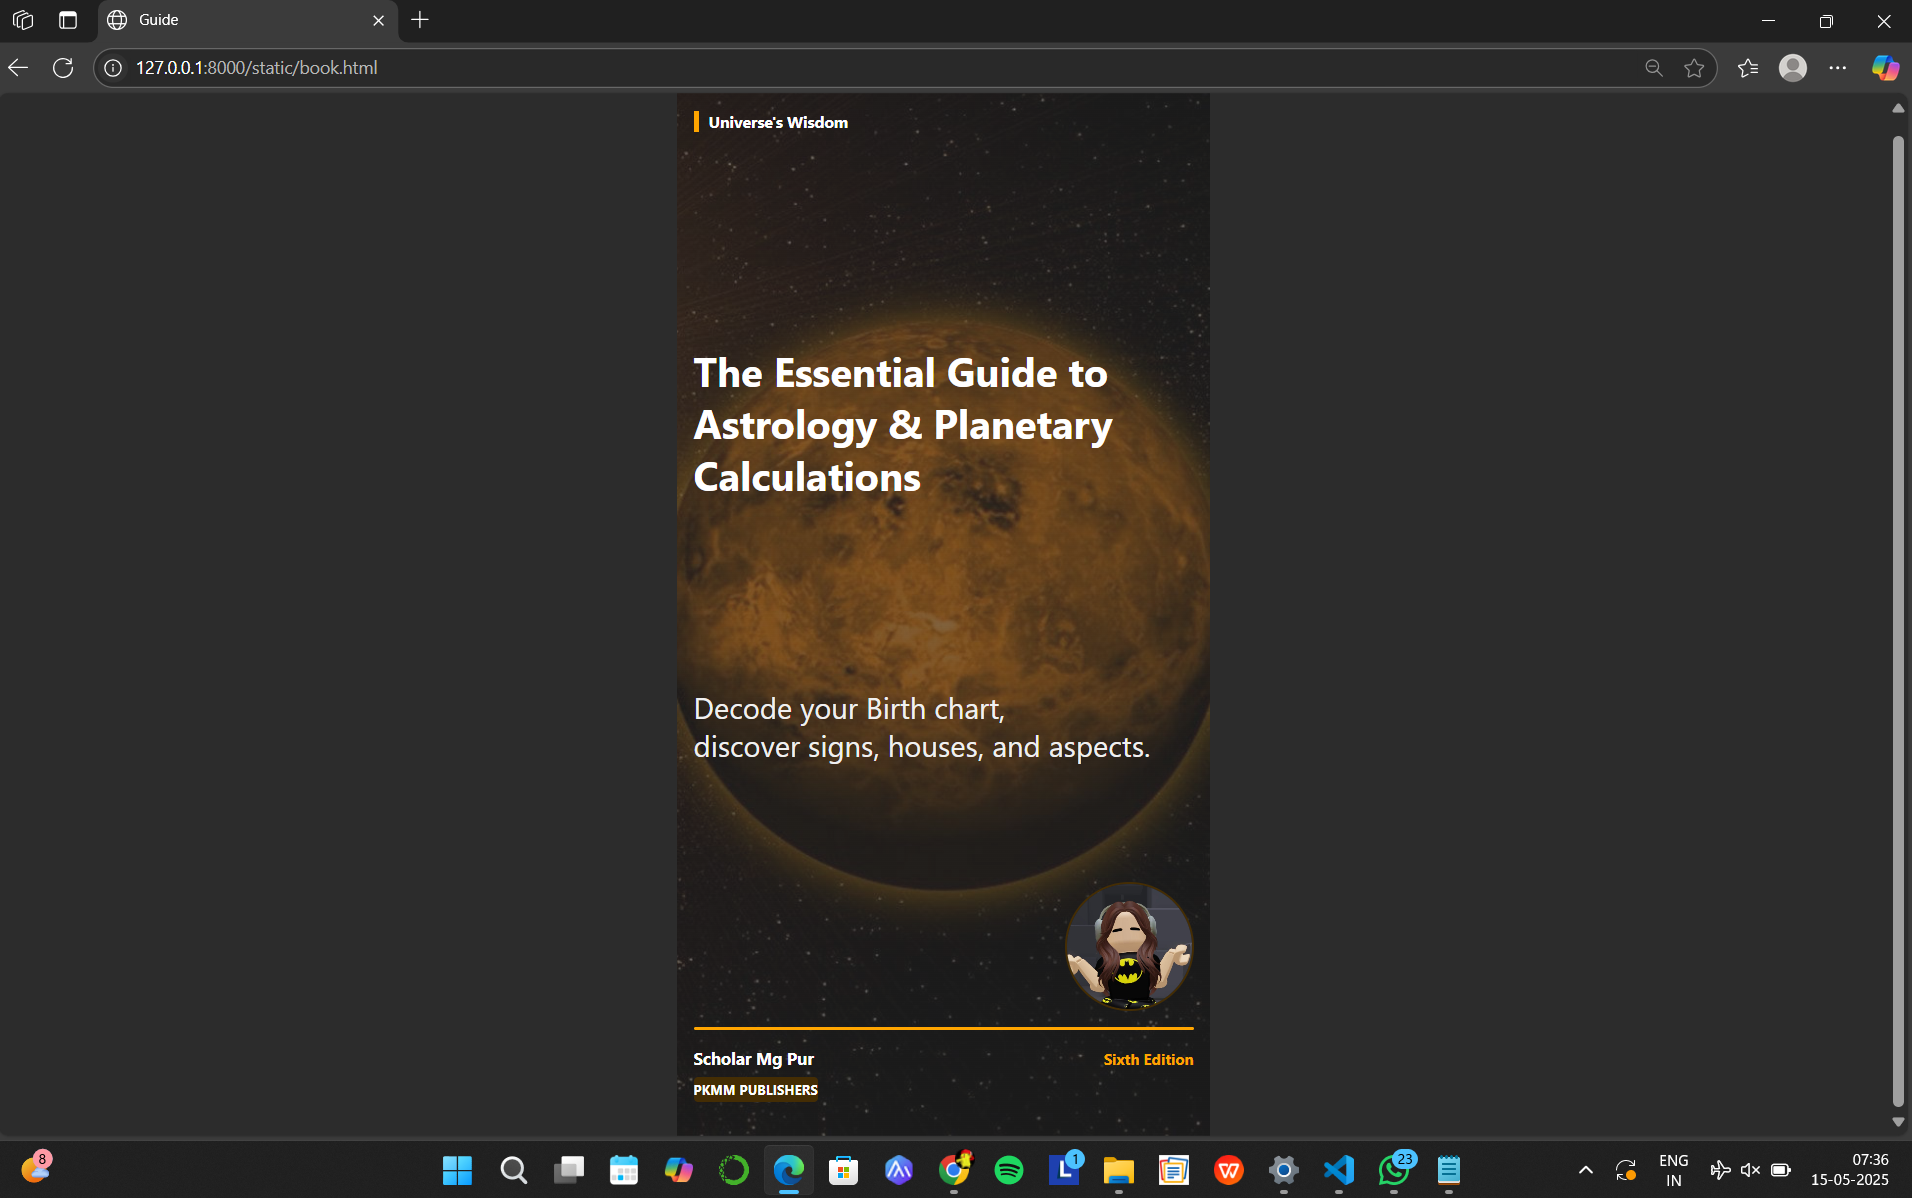 Guide
127.0.0.1:8000/static/book.html
Universe's Wisdom
The Essential Guide to
Astrology & Planetary
Calculations
Decode your Birth chart,
discover signs, houses, and aspects.
Scholar Mg Pur
Sixth Edition
PKMM PUBLISHERS
8
L
1
W
23
ENG
IN
07:36
15-05-2025